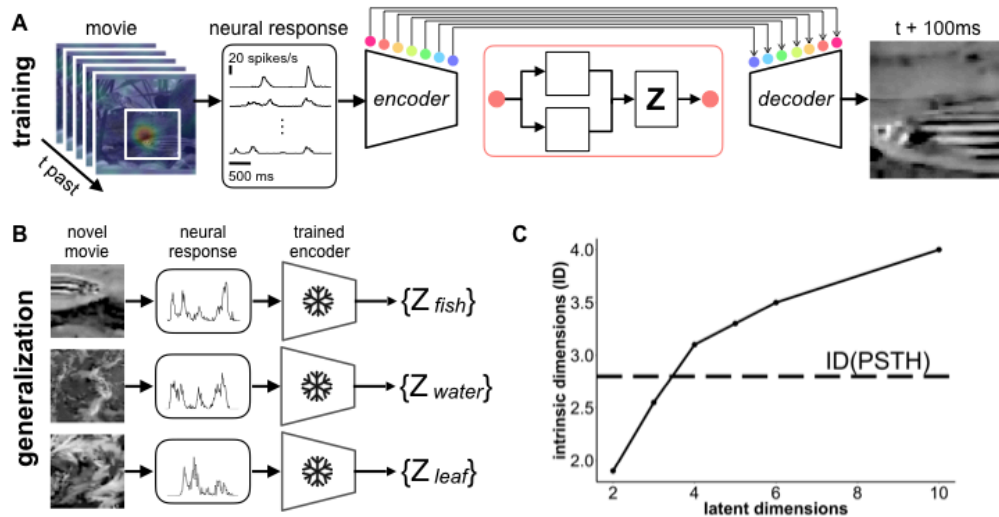 A
training
movie
t past
neural response
20 spikes/s
⋮
500 ms
encoder
Z
decoder
t + 100ms
B
generalization
novel
movie
neural
response
trained
encoder
{Z fish}
{Z water}
{Z leaf}
C
intrinsic dimensions (ID)
4.0
3.5
3.0
2.5
2.0
ID(PSTH)
2
4
6
8
10
latent dimensions